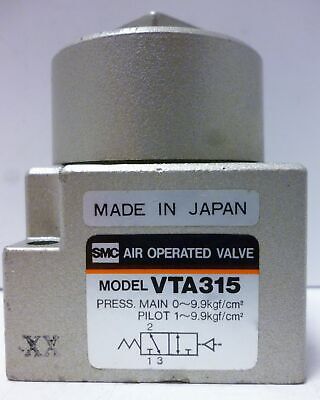 MADE IN JAPAN
SMC AIR OPERATED VALVE
MODEL VTA315
PRESS. MAIN 0~9.9kgf/cm²
PILOT 1~9.9kgf/cm²
2
1 3
XX